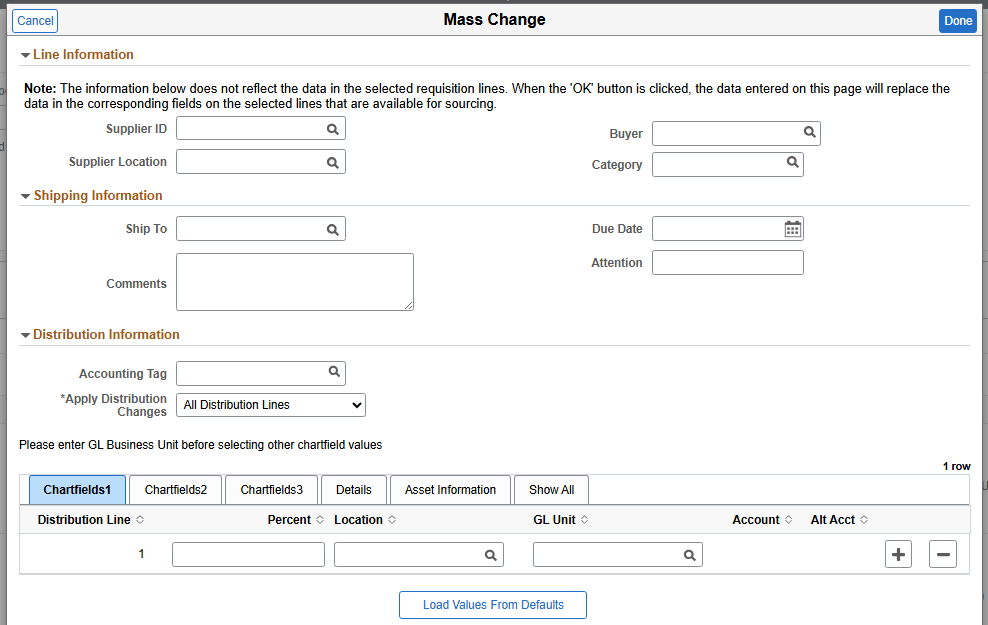 Cancel
Mass Change
Done
Line Information
Note: The information below does not reflect the data in the selected requisition lines. When the 'OK' button is clicked, the data entered on this page will replace the
data in the corresponding fields on the selected lines that are available for sourcing.
Supplier ID
Buyer
Supplier Location
Category
Shipping Information
Ship To
Due Date
Attention
Comments
Distribution Information
Accounting Tag
*Apply Distribution
Changes
All Distribution Lines
Please enter GL Business Unit before selecting other chartfield values
1 row
Chartfields1 Chartfields2 Chartfields3 Details Asset Information Show All
Distribution Line Percent Location GL Unit Account Alt Acct
1
Load Values From Defaults